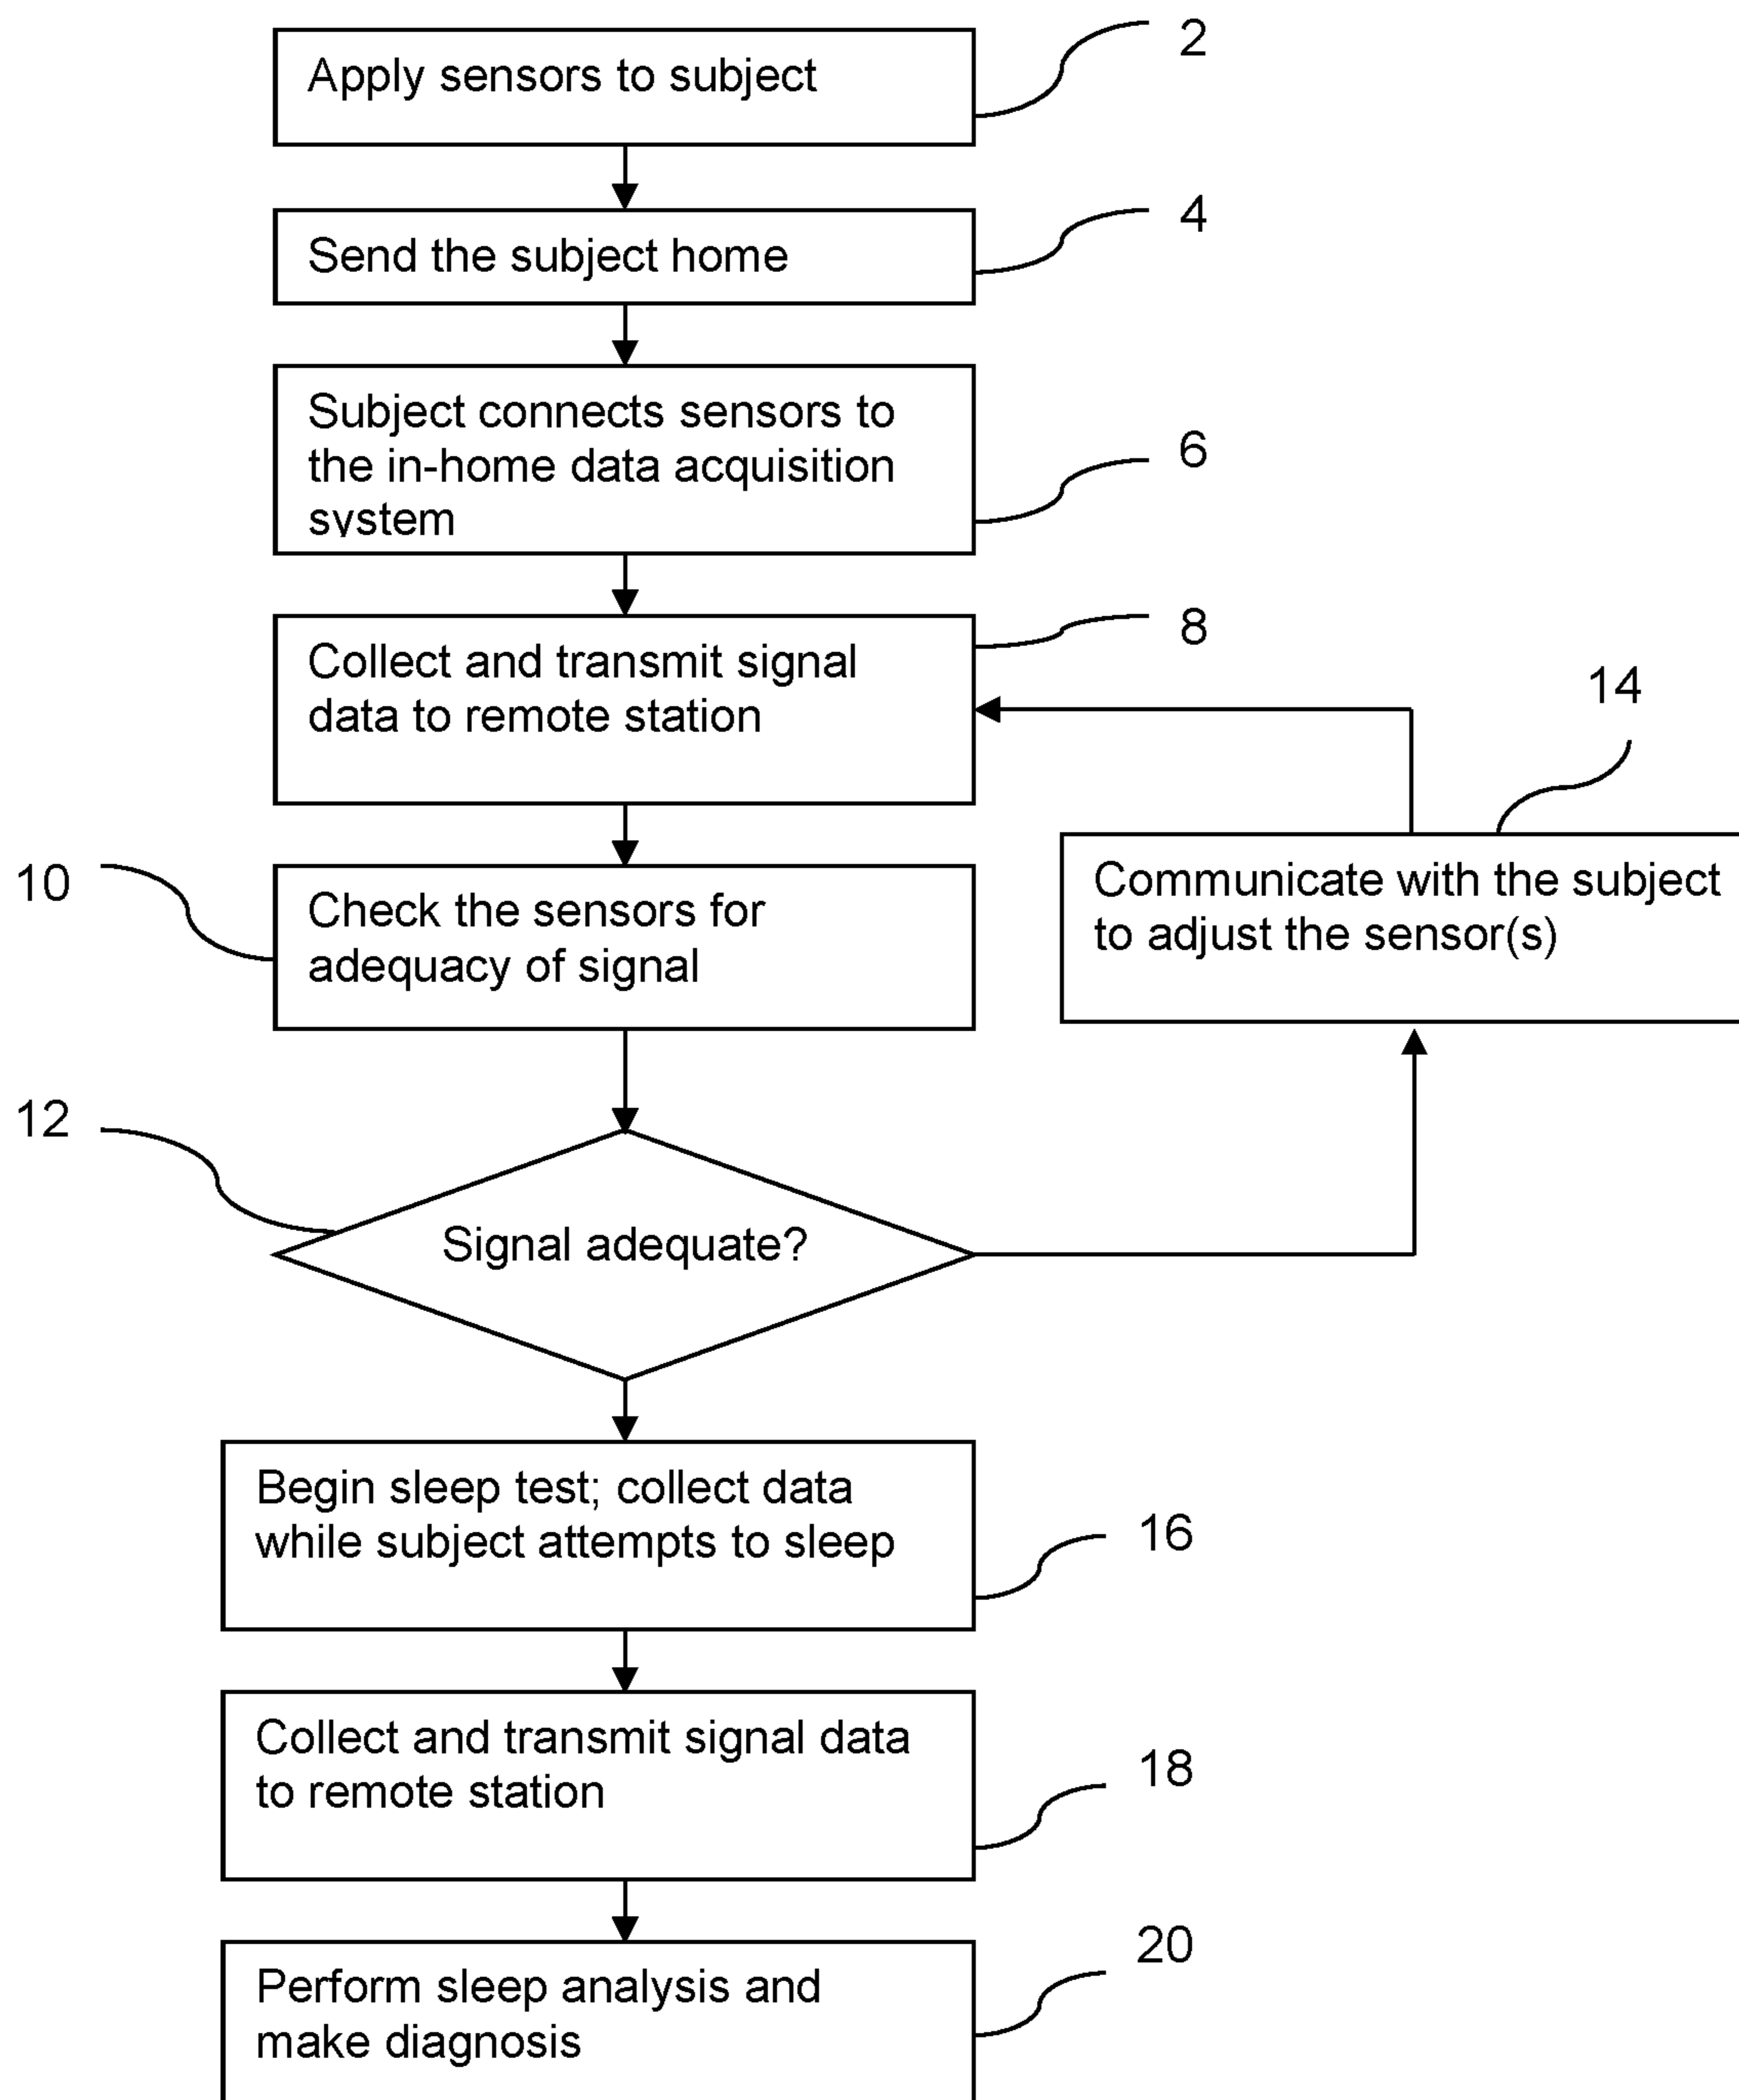 Apply sensors to subject
2
Send the subject home
4
Subject connects sensors to
the in-home data acquisition
system
6
Collect and transmit signal
data to remote station
8
14
Communicate with the subject
to adjust the sensor(s)
10
Check the sensors for
adequacy of signal
12
Signal adequate?
Begin sleep test; collect data
while subject attempts to sleep
16
Collect and transmit signal data
to remote station
18
Perform sleep analysis and
make diagnosis
20